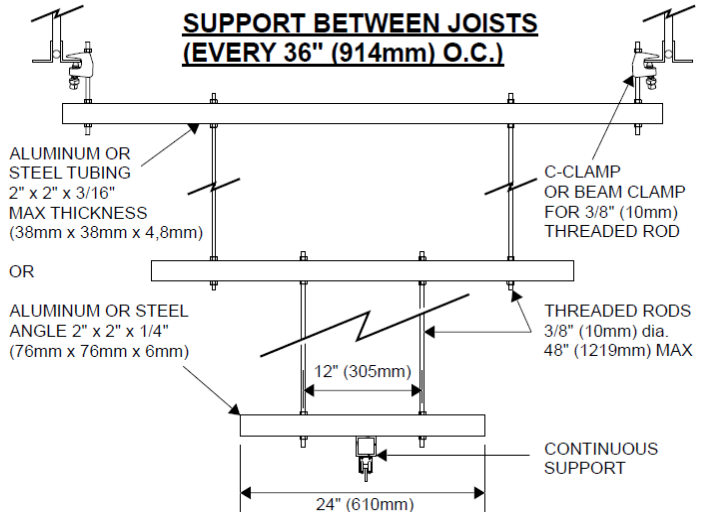 SUPPORT BETWEEN JOISTS
(EVERY 36" (914mm) O.C.)
ALUMINUM OR
STEEL TUBING
2" x 2" x 3/16"
MAX THICKNESS
(38mm x 38mm x 4,8mm)
C-CLAMP
OR BEAM CLAMP
FOR 3/8" (10mm)
THREADED ROD
OR
ALUMINUM OR STEEL
ANGLE 2" x 2" x 1/4"
(76mm x 76mm x 6mm)
THREADED RODS
3/8" (10mm) dia.
48" (1219mm) MAX
12" (305mm)
CONTINUOUS
SUPPORT
24" (610mm)